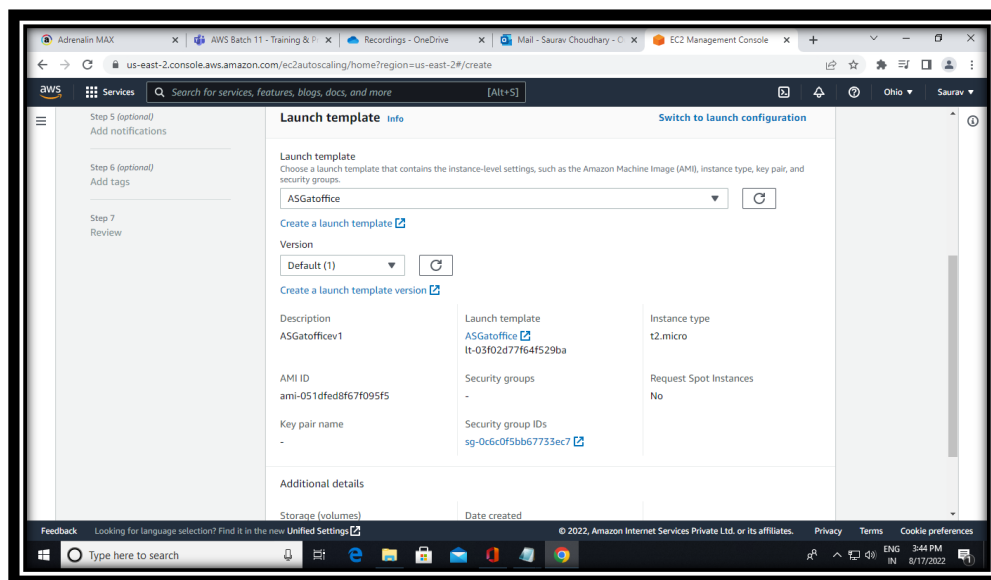 Adrenalin MAX
AWS Batch 11 - Training & P
Recordings - OneDrive
Mail - Saurav Choudhary - O
EC2 Management Console
us-east-2.console.aws.amazon.com/ec2autoscaling/home?region=us-east-2#/create
aws
Services
Search for services, features, blogs, docs, and more
[Alt+S]
Ohio
Saurav
Step 5 (optional)
Add notifications
Step 6 (optional)
Add tags
Step 7
Review
Launch template Info
Switch to launch configuration
Launch template
Choose a launch template that contains the instance-level settings, such as the Amazon Machine Image (AMI), instance type, key pair, and
security groups.
ASGatoffice
Create a launch template
Version
Default (1)
Create a launch template version
Description
ASGatofficev1
Launch template
ASGatoffice
lt-03f02d77f64f529ba
Instance type
t2.micro
AMI ID
ami-051dfed8f67f095f5
Security groups
-
Request Spot Instances
No
Key pair name
-
Security group IDs
sg-0c6c0f5bb67733ec7
Additional details
Storage (volumes)
Date created
Feedback
Looking for language selection? Find it in the new Unified Settings
© 2022, Amazon Internet Services Private Ltd. or its affiliates.
Privacy
Terms
Cookie preferences
Type here to search
ENG
IN
3:44 PM
8/17/2022
1